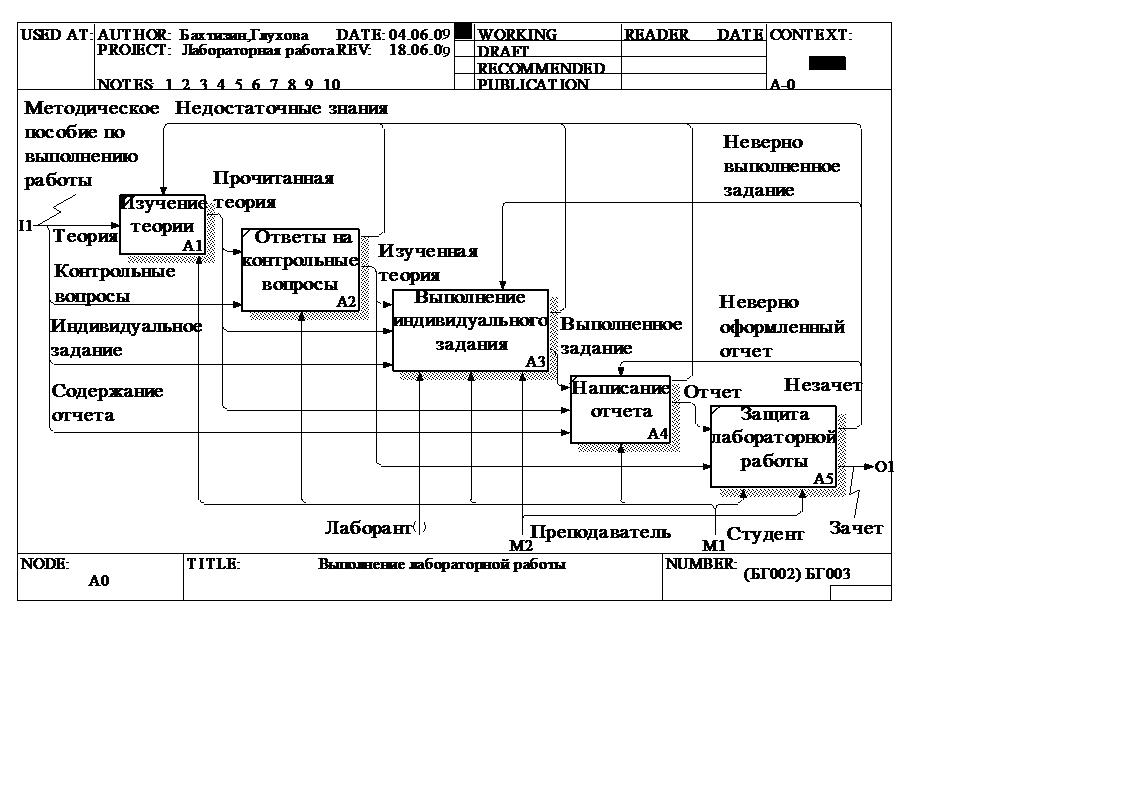 USED AT: AUTHOR: Бахтизин,Глухова DATE: 04.06.09 WORKING READER DATE CONTEXT:
PROJECT: Лабораторная работа REV: 18.06.09 DRAFT
RECOMMENDED
NOTES 1 2 3 4 5 6 7 8 9 10 PUBLICATION A-0
Методическое
пособие по
выполнению
работы
Недостаточные знания
Неверно
выполненное
задание
Прочитанная
теория
Изучение
теории
A1
I1
Теория
Ответы на
контрольные
вопросы
A2
Изученная
теория
Контрольные
вопросы
Выполнение
индивидуального
задания
A3
Неверно
оформленный
отчет
Индивидуальное
задание
Выполненное
задание
Содержание
отчета
Написание
отчета
A4
Отчет
Незачет
Защита
лабораторной
работы
A5
O1
Лаборант()
M2
Преподаватель
M1
Студент
Зачет
NODE: TITLE: Выполнение лабораторной работы NUMBER:
A0 (БГ002) БГ003